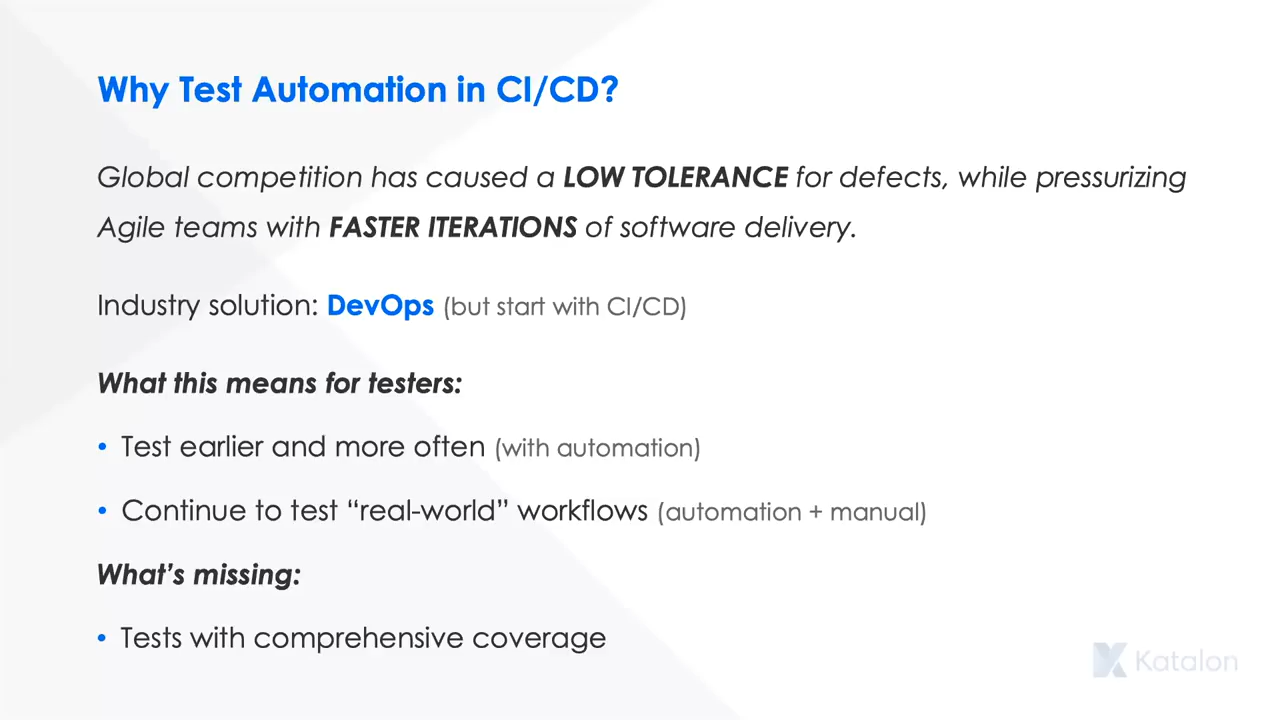 Why Test Automation in CI/CD?
Global competition has caused a LOW TOLERANCE for defects, while pressurizing
Agile teams with FASTER ITERATIONS of software delivery.
Industry solution: DevOps (but start with CI/CD)
What this means for testers:
• Test earlier and more often (with automation)
• Continue to test “real-world” workflows (automation + manual)
What’s missing:
• Tests with comprehensive coverage
Katalon